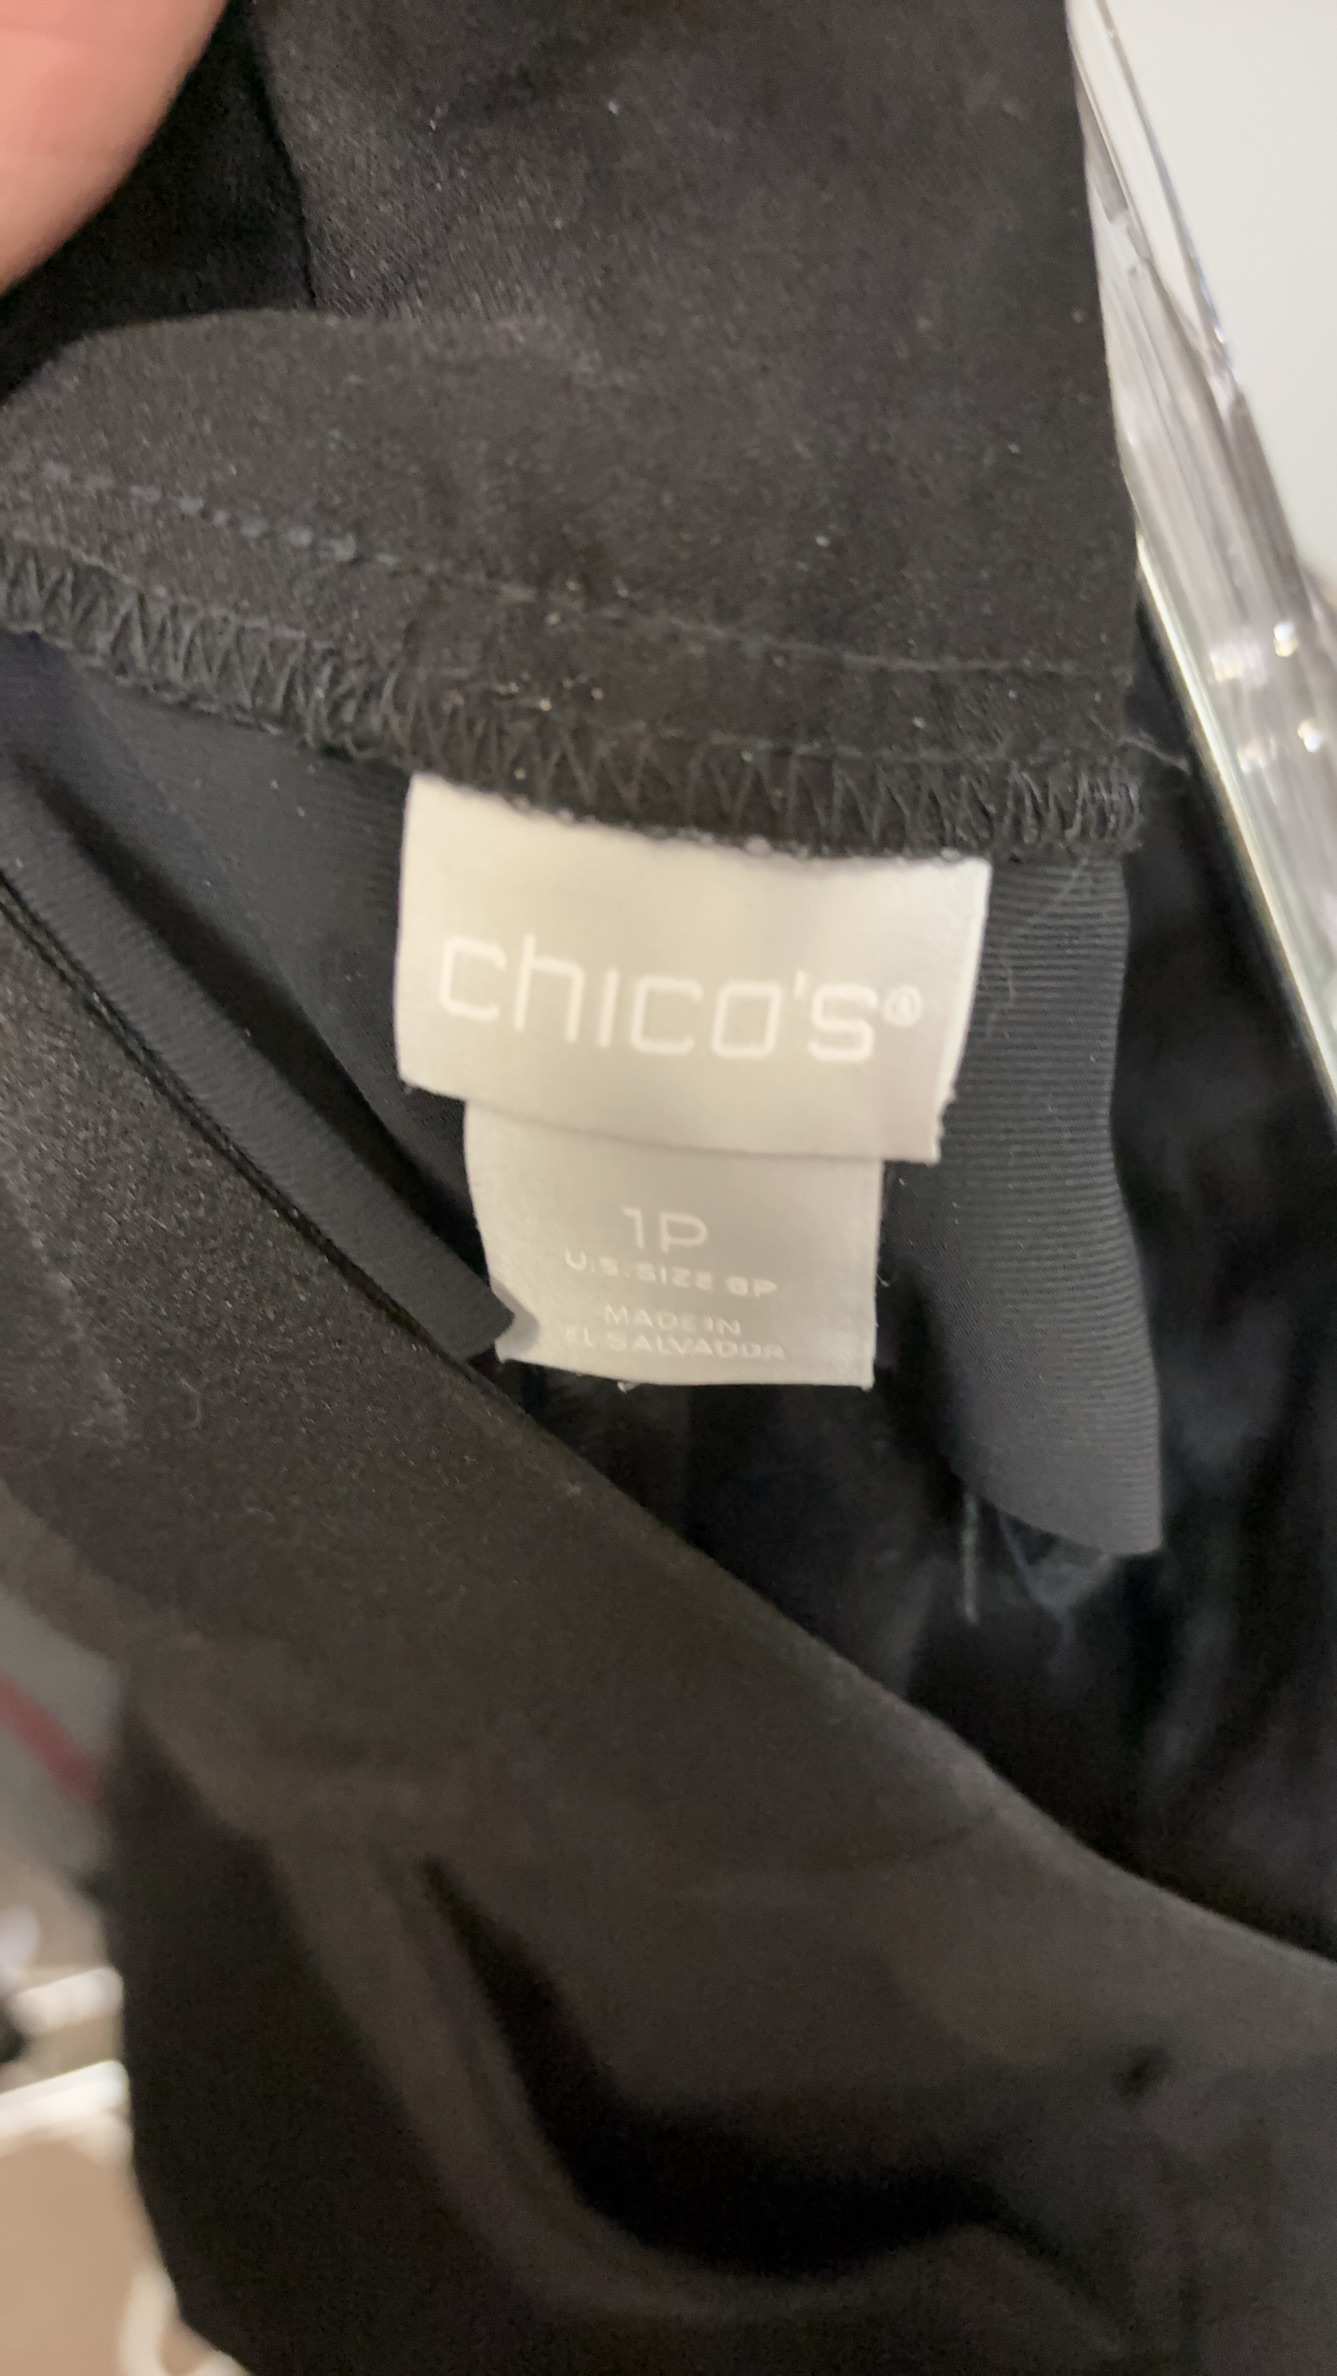 chico's®
1P
U.S. SIZE 8P
MADE IN
EL SALVADOR